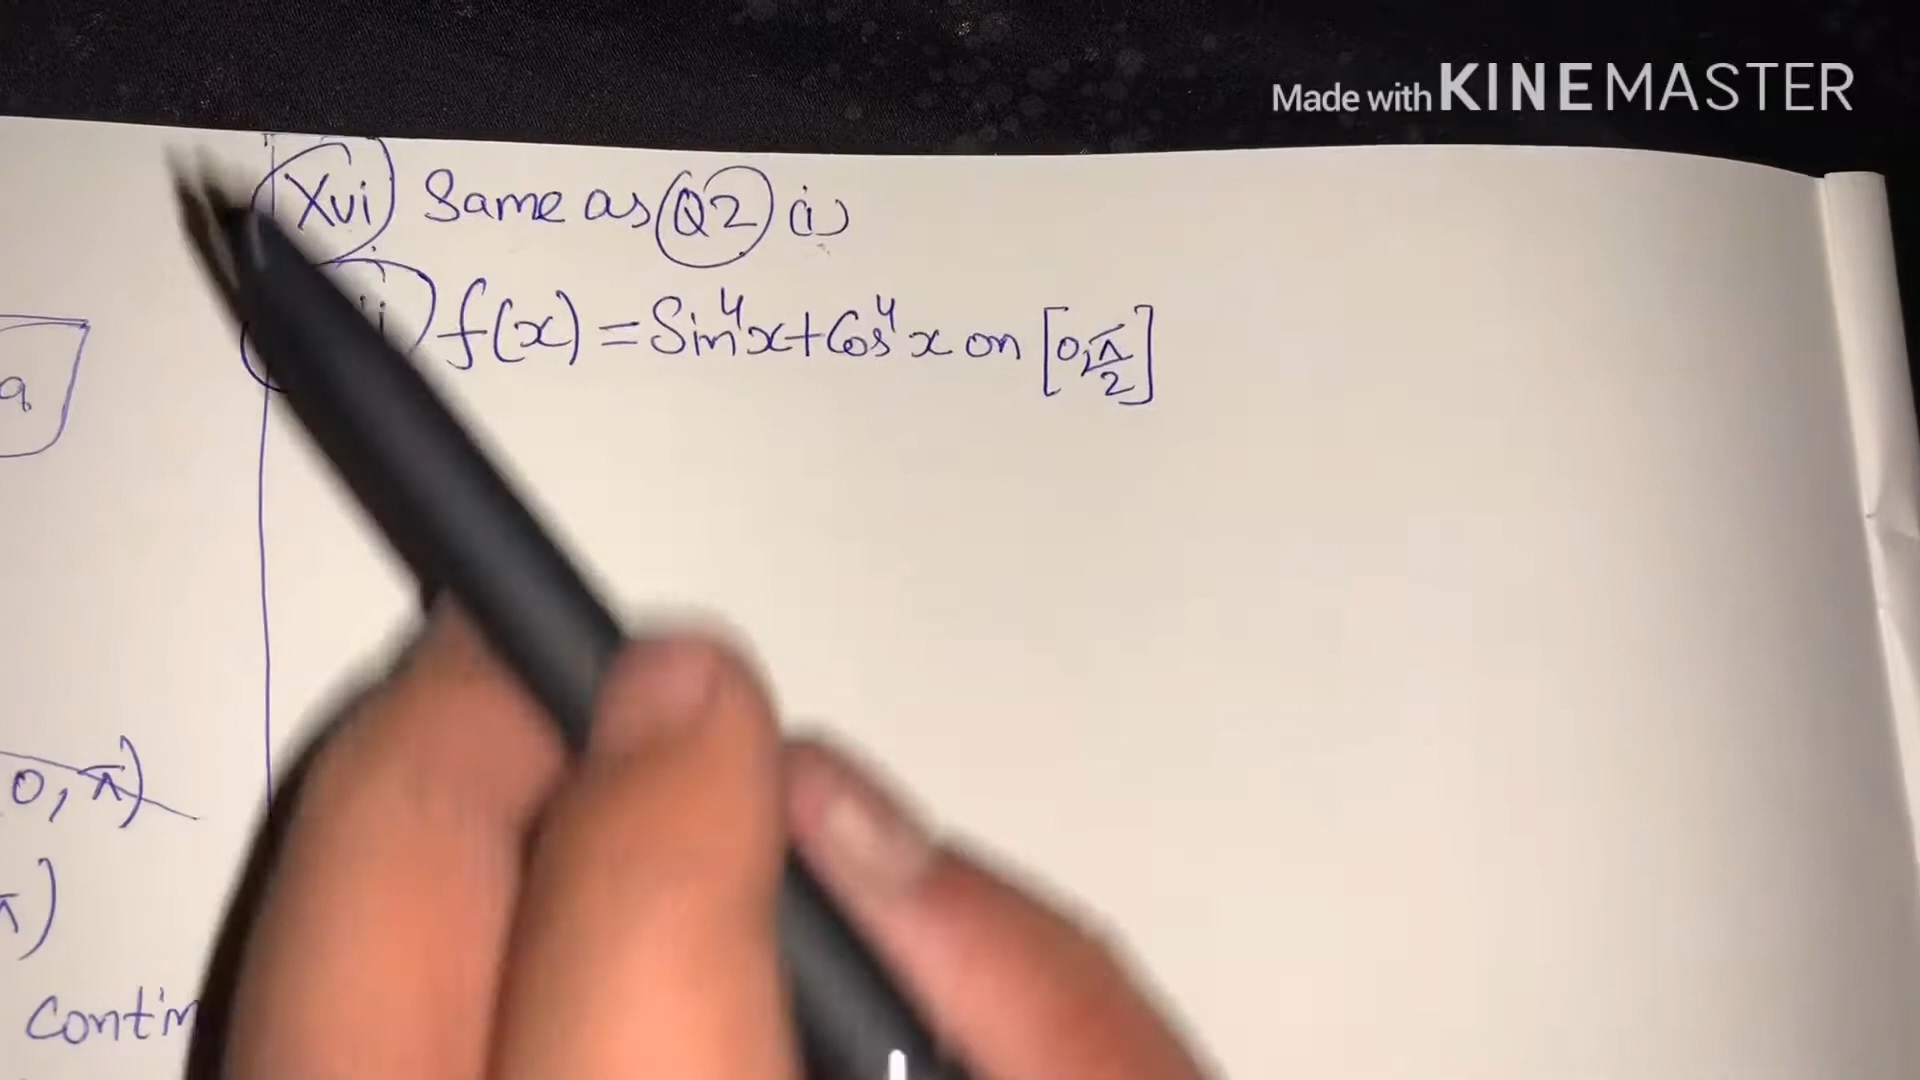 Made with KINEMASTER
Xvi) Same as Q2 (i)
f(x) = Sin⁴x + Cos⁴x on [0, π/2]
q
0, π)
π)
contin